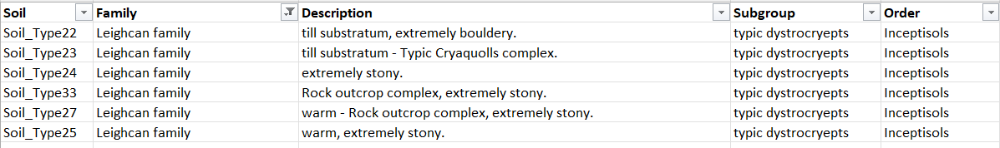 Soil Family Description Subgroup Order
Soil_Type22 Leighcan family till substratum, extremely bouldery. typic dystrocryepts Inceptisols
Soil_Type23 Leighcan family till substratum - Typic Cryaquolls complex. typic dystrocryepts Inceptisols
Soil_Type24 Leighcan family extremely stony. typic dystrocryepts Inceptisols
Soil_Type33 Leighcan family Rock outcrop complex, extremely stony. typic dystrocryepts Inceptisols
Soil_Type27 Leighcan family warm - Rock outcrop complex, extremely stony. typic dystrocryepts Inceptisols
Soil_Type25 Leighcan family warm, extremely stony. typic dystrocryepts Inceptisols